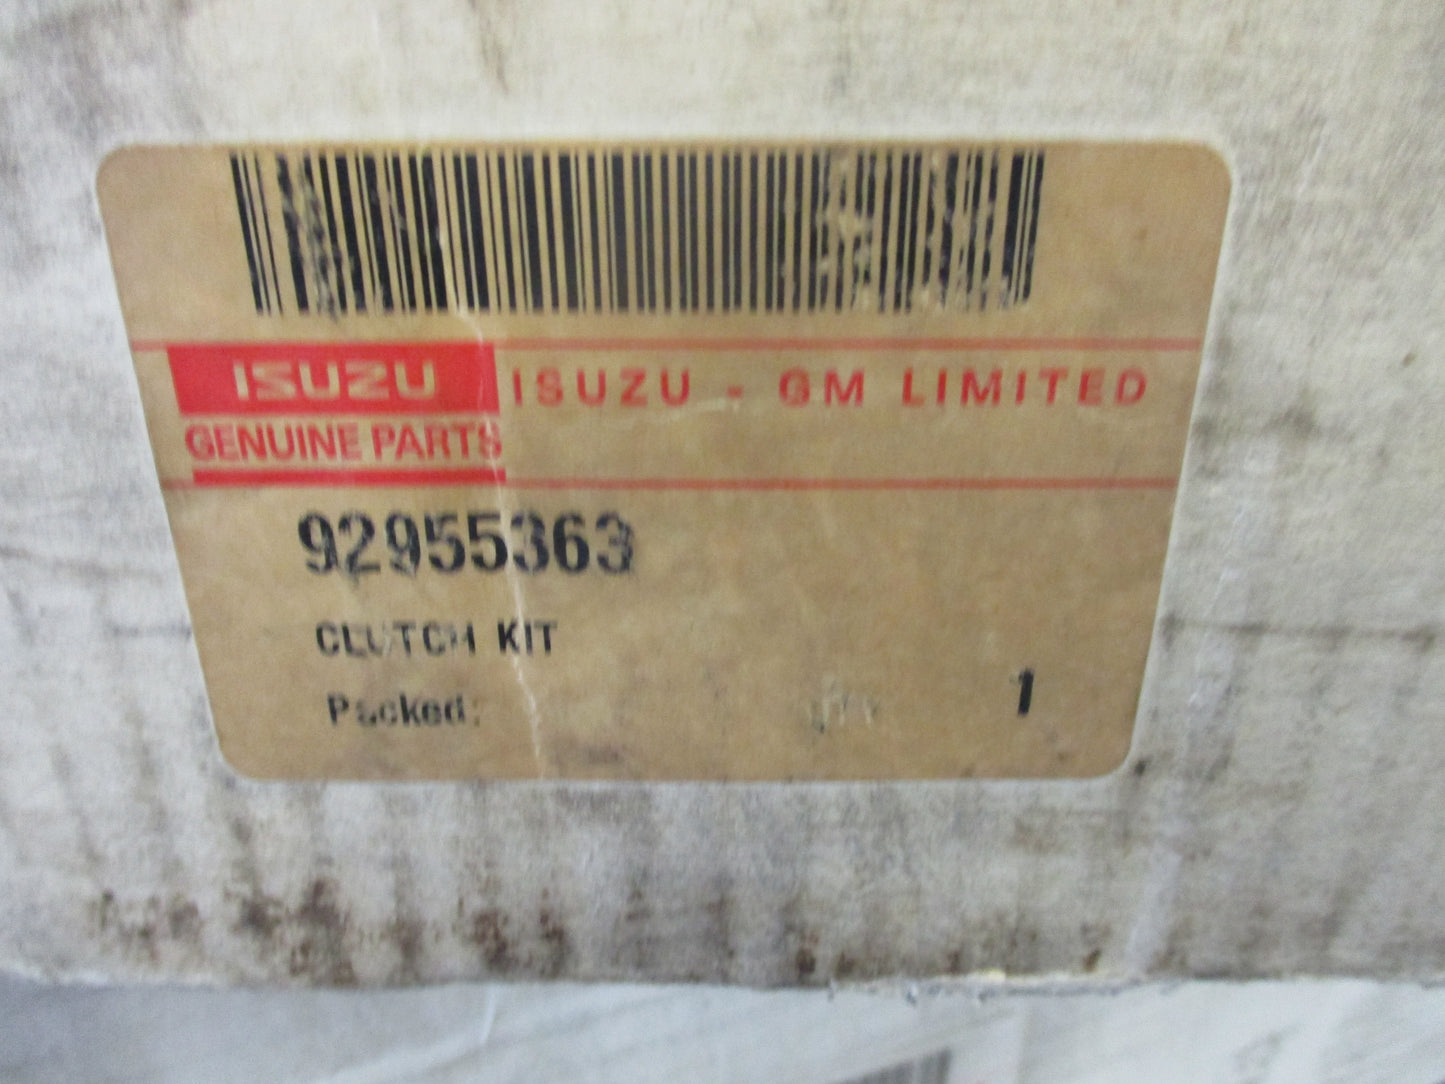 ISUZU
GENUINE PARTS
ISUZU - GM LIMITED
92955363
CLUTCH KIT
Packed:
1